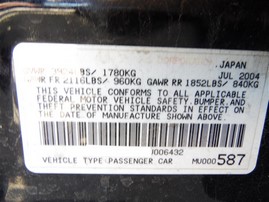 JAPAN
LBS/ 1780KG JUL 2004
FR 2116LBS/ 960KG GAWR RR 1852LBS/ 840KG
THIS VEHICLE CONFORMS TO ALL APPLICABLE
FEDERAL MOTOR VEHICLE SAFETY, BUMPER, AND
THEFT PREVENTION STANDARDS IN EFFECT ON
THE DATE OF MANUFACTURE SHOWN ABOVE.
I006432
VEHICLE TYPE:PASSENGER CAR MU000587